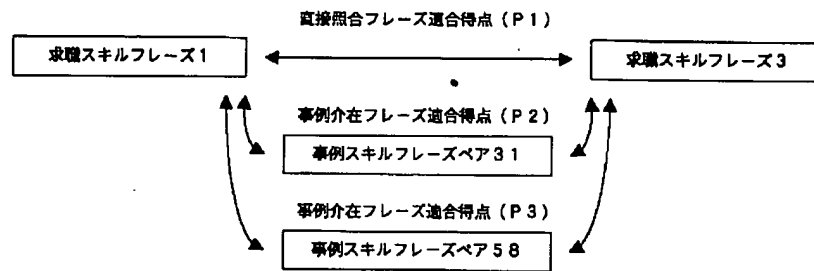 直接照合フレーズ適合得点(P1)
求職スキルフレーズ1
求職スキルフレーズ3
事例介在フレーズ適合得点(P2)
事例スキルフレーズペア31
事例介在フレーズ適合得点(P3)
事例スキルフレーズペア58